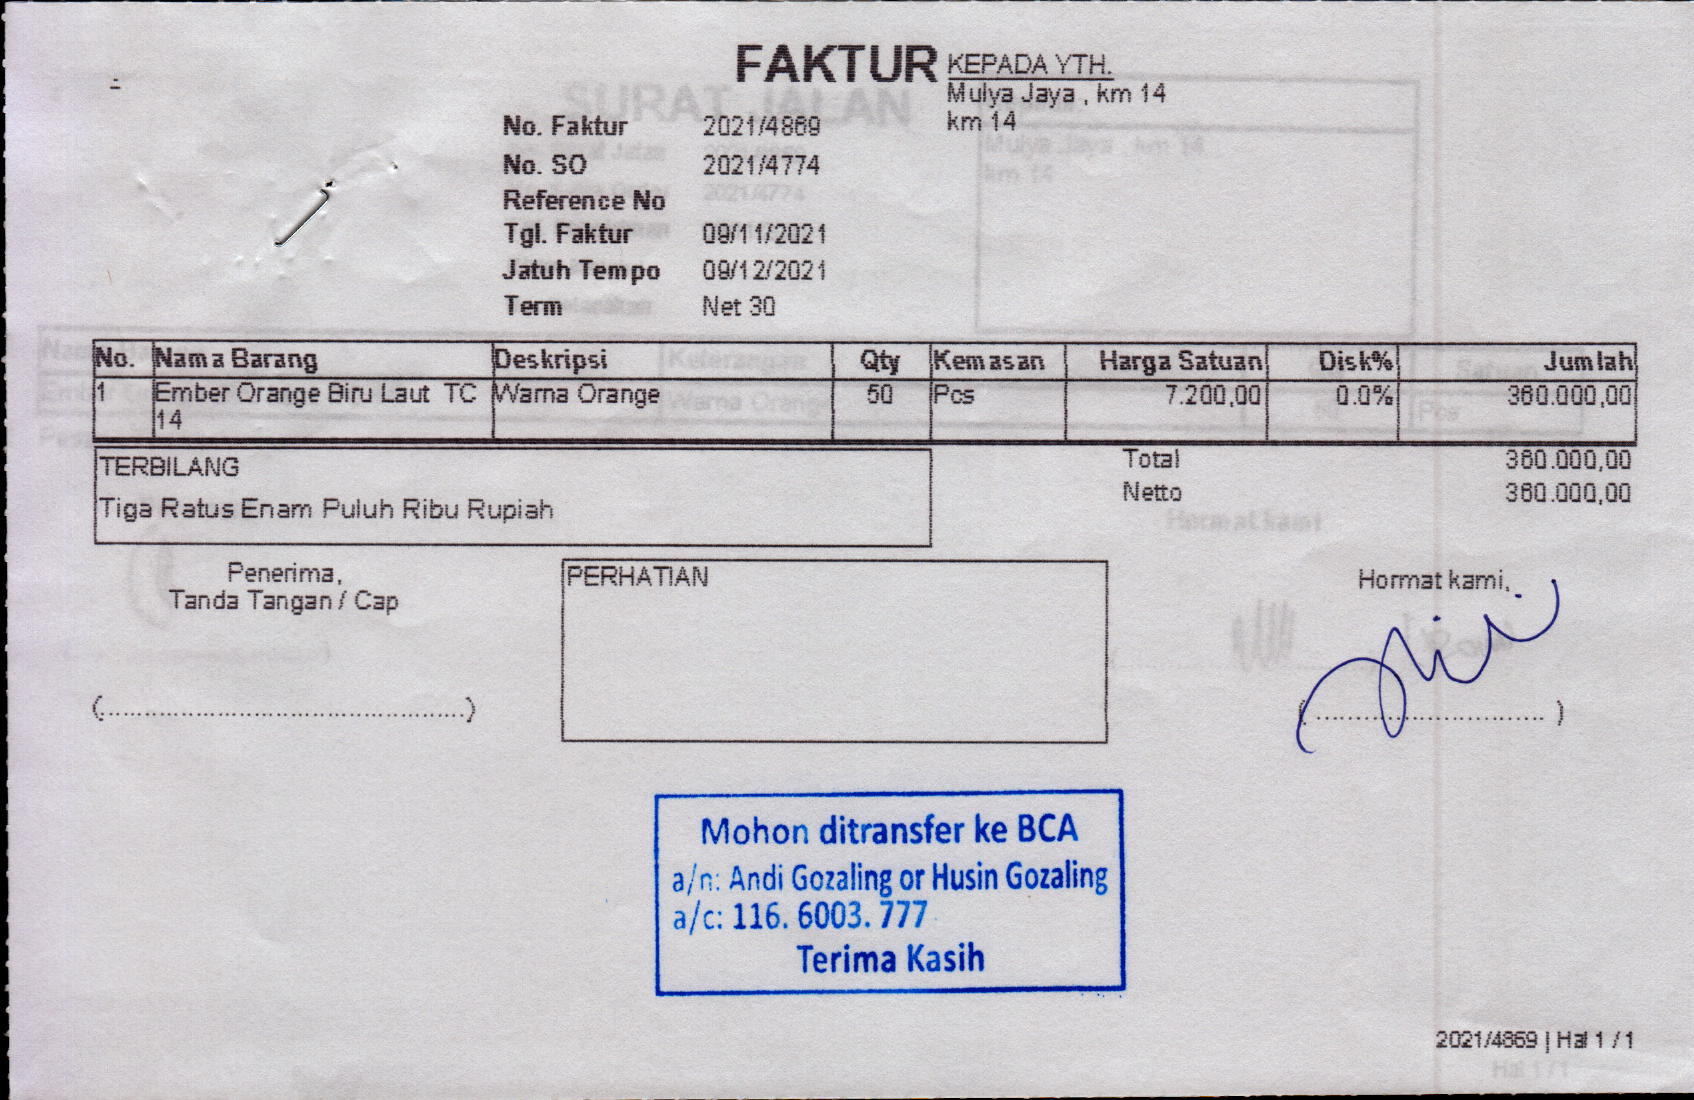 FAKTUR
KEPADA YTH.
Mulya Jaya , km 14
km 14
No. Faktur 2021/4869
No. SO 2021/4774
Reference No
Tgl. Faktur 09/11/2021
Jatuh Tempo 09/12/2021
Term Net 30
No. Nama Barang Deskripsi Qty Kemasan Harga Satuan Disk% Jumlah
1 Ember Orange Biru Laut TC Warna Orange 50 Pcs 7.200,00 0.0% 360.000,00
14
TERBILANG
Tiga Ratus Enam Puluh Ribu Rupiah
Total 360.000,00
Netto 360.000,00
Penerima,
Tanda Tangan / Cap
(..................................................)
PERHATIAN
Hormat kami,
( .............................. )
Mohon ditransfer ke BCA
a/n: Andi Gozaling or Husin Gozaling
a/c: 116. 6003. 777
Terima Kasih
2021/4869 | Hal 1 / 1